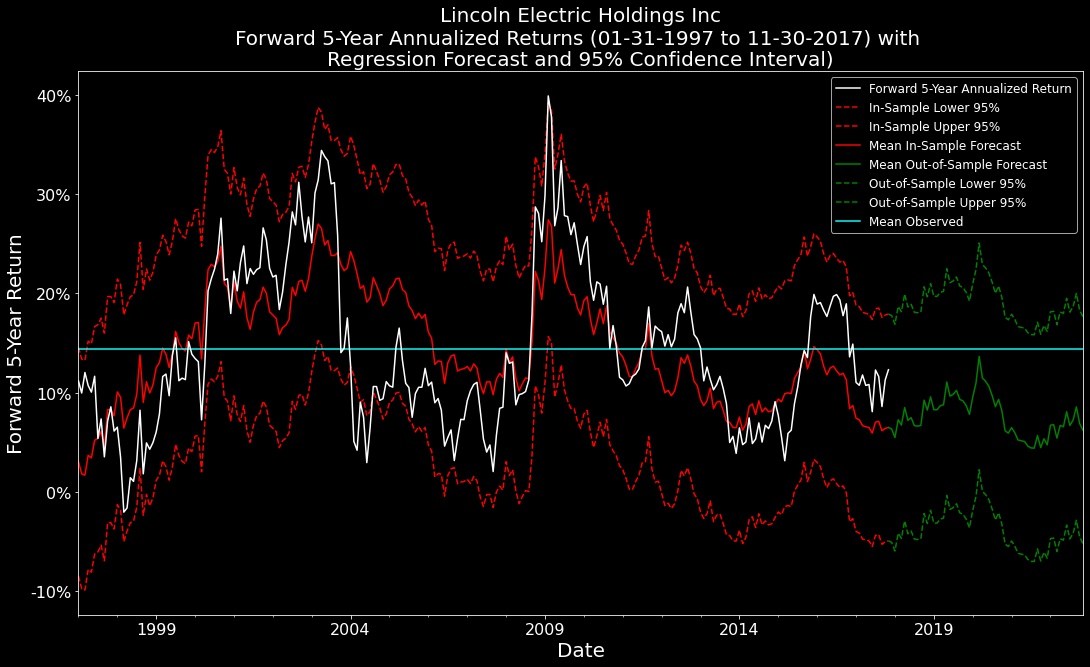 Lincoln Electric Holdings Inc
Forward 5-Year Annualized Returns (01-31-1997 to 11-30-2017) with
Regression Forecast and 95% Confidence Interval)
Forward 5-Year Annualized Return
In-Sample Lower 95%
In-Sample Upper 95%
Mean In-Sample Forecast
Mean Out-of-Sample Forecast
Out-of-Sample Lower 95%
Out-of-Sample Upper 95%
Mean Observed
Forward 5-Year Return
40%
30%
20%
10%
0%
-10%
1999 2004 2009 2014 2019
Date